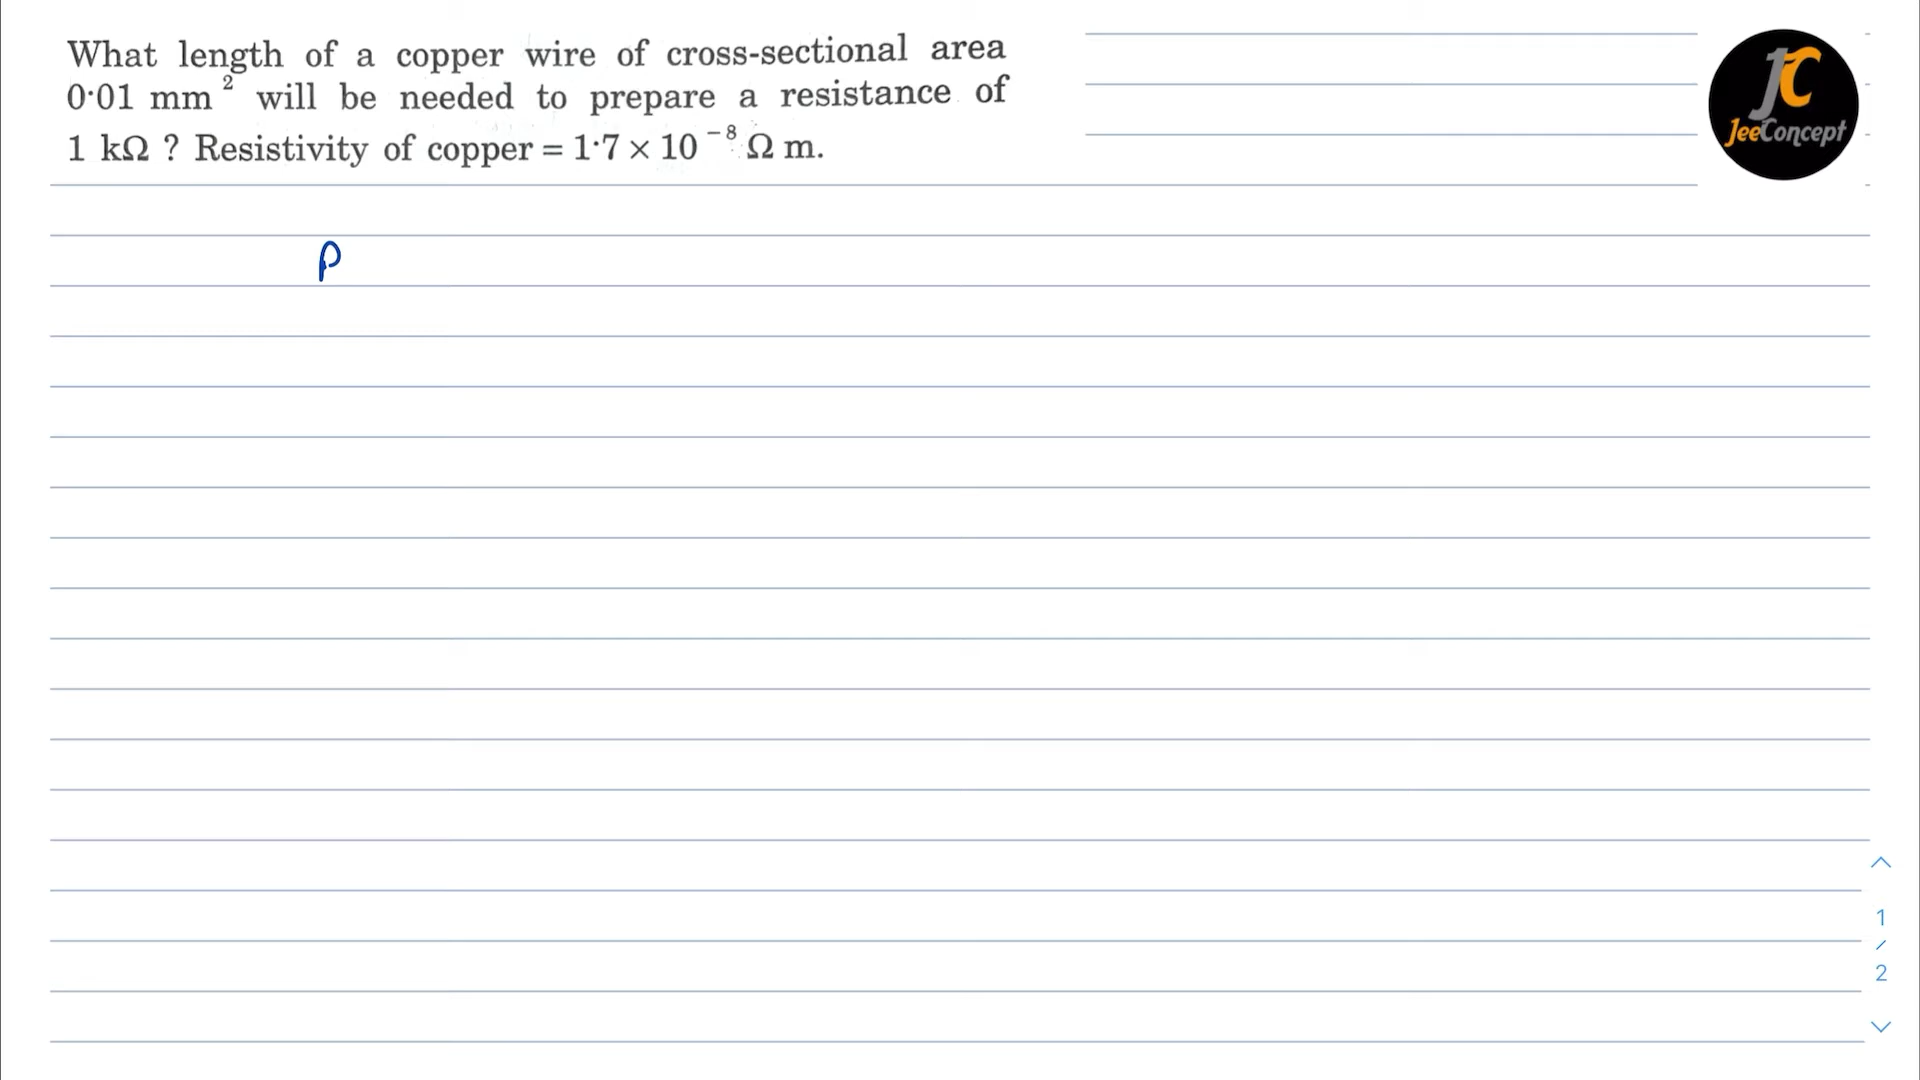 What length of a copper wire of cross-sectional area
0·01 mm² will be needed to prepare a resistance of
1 kΩ ? Resistivity of copper = 1·7 × 10⁻⁸ Ω m.
JC
JeeConcept
ρ
1
/
2